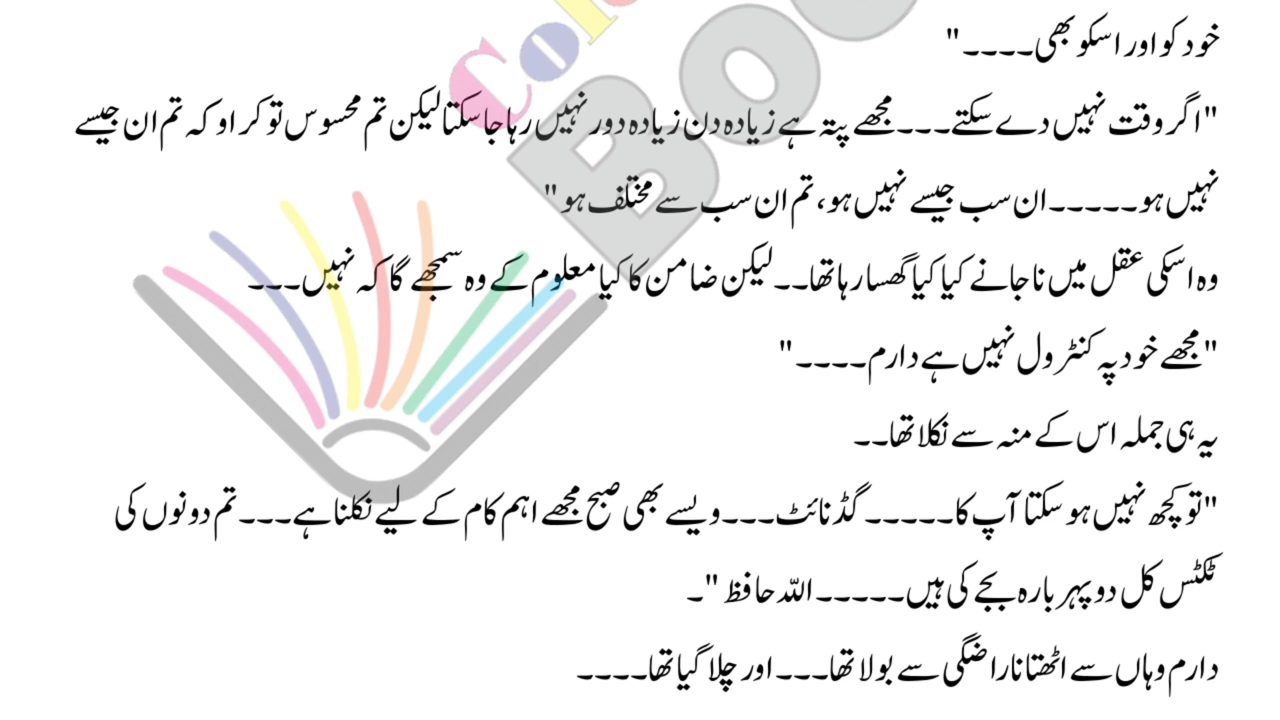 خود کو اور اسکو بھی۔۔۔۔"
"اگر وقت نہیں دے سکتے۔۔۔مجھے پتہ ہے زیادہ دن زیادہ دور نہیں رہا جا سکتا لیکن تم محسوس تو کراو کہ تم ان جیسے
نہیں ہو۔۔۔۔۔ان سب جیسے نہیں ہو، تم ان سب سے مختلف ہو"
وہ اسکی عقل میں ناجانے کیا کیا گھسا رہا تھا۔۔لیکن ضامن کا کیا معلوم کے وہ سمجھے گا کہ نہیں۔۔۔
"مجھے خود پہ کنٹرول نہیں ہے دارم۔۔۔۔"
یہ ہی جملہ اس کے منہ سے نکلا تھا۔۔
"تو کچھ نہیں ہو سکتا آپ کا۔۔۔۔۔گڈ نائٹ۔۔۔ویسے بھی صبح مجھے اہم کام کے لیے نکلنا ہے۔۔۔تم دونوں کی
ٹکٹس کل دوپہر بارہ بجے کی ہیں۔۔۔۔۔اللہ حافظ"۔
دارم وہاں سے اٹھتا ناراضگی سے بولا تھا۔۔۔اور چلا گیا تھا۔۔۔۔
Col
Boo